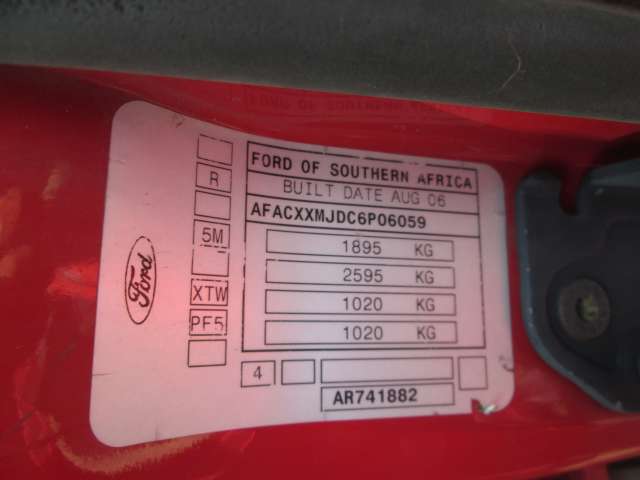 FORD OF SOUTHERN AFRICA
BUILT DATE AUG 06
AFACXXMJDC6P06059
1895 KG
2595 KG
1020 KG
1020 KG
R
5M
XTW
PF5
Ford
4
AR741882